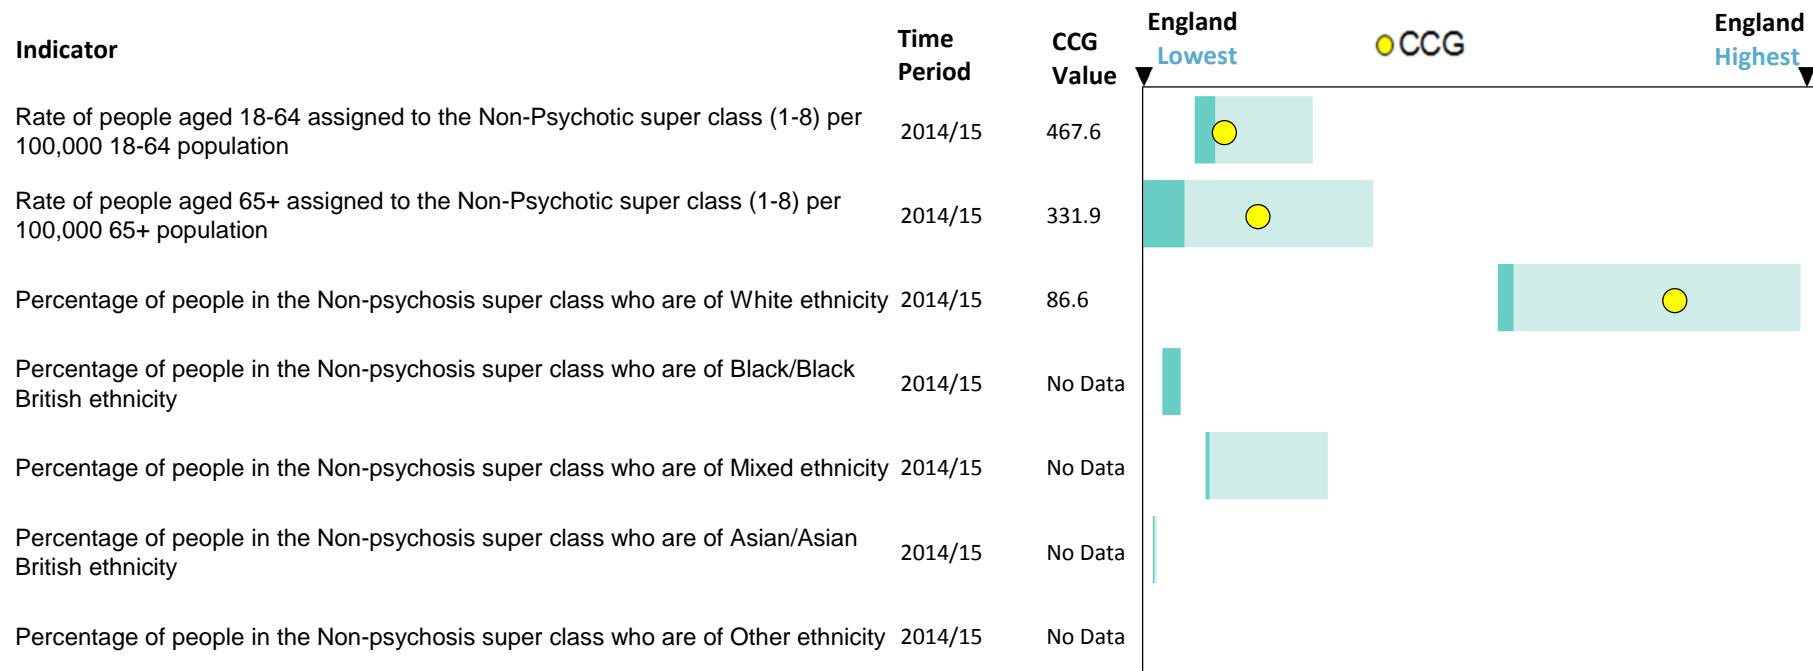 Indicator
Time
Period
CCG
Value
England
Lowest
CCG
England
Highest
Rate of people aged 18-64 assigned to the Non-Psychotic super class (1-8) per
100,000 18-64 population
2014/15
467.6
Rate of people aged 65+ assigned to the Non-Psychotic super class (1-8) per
100,000 65+ population
2014/15
331.9
Percentage of people in the Non-psychosis super class who are of White ethnicity
2014/15
86.6
Percentage of people in the Non-psychosis super class who are of Black/Black
British ethnicity
2014/15
No Data
Percentage of people in the Non-psychosis super class who are of Mixed ethnicity
2014/15
No Data
Percentage of people in the Non-psychosis super class who are of Asian/Asian
British ethnicity
2014/15
No Data
Percentage of people in the Non-psychosis super class who are of Other ethnicity
2014/15
No Data